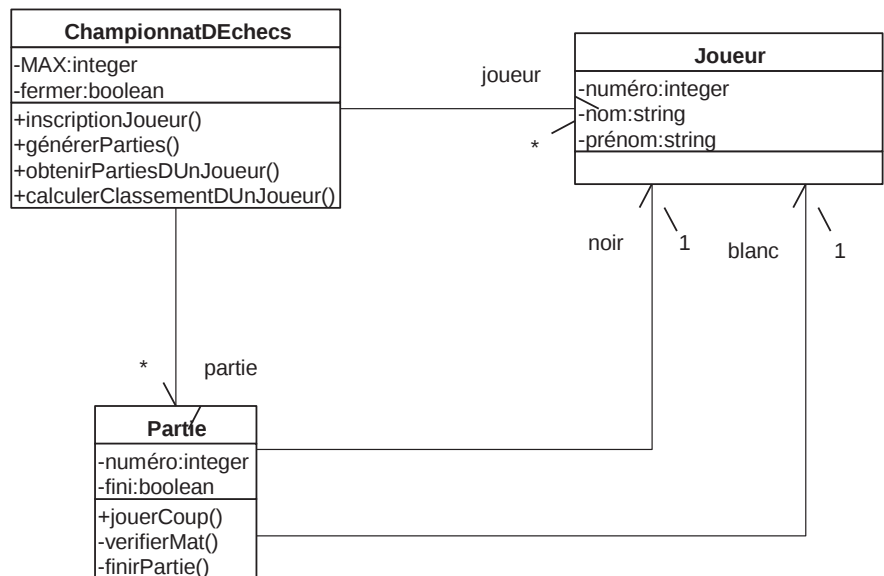 ChampionnatDEchecs
-MAX:integer
-fermer:boolean
+inscriptionJoueur()
+générerParties()
+obtenirPartiesDUnJoueur()
+calculerClassementDUnJoueur()
joueur
*
Joueur
-numéro:integer
-nom:string
-prénom:string
noir
1
blanc
1
*
partie
Partie
-numéro:integer
-fini:boolean
+jouerCoup()
-verifierMat()
-finirPartie()